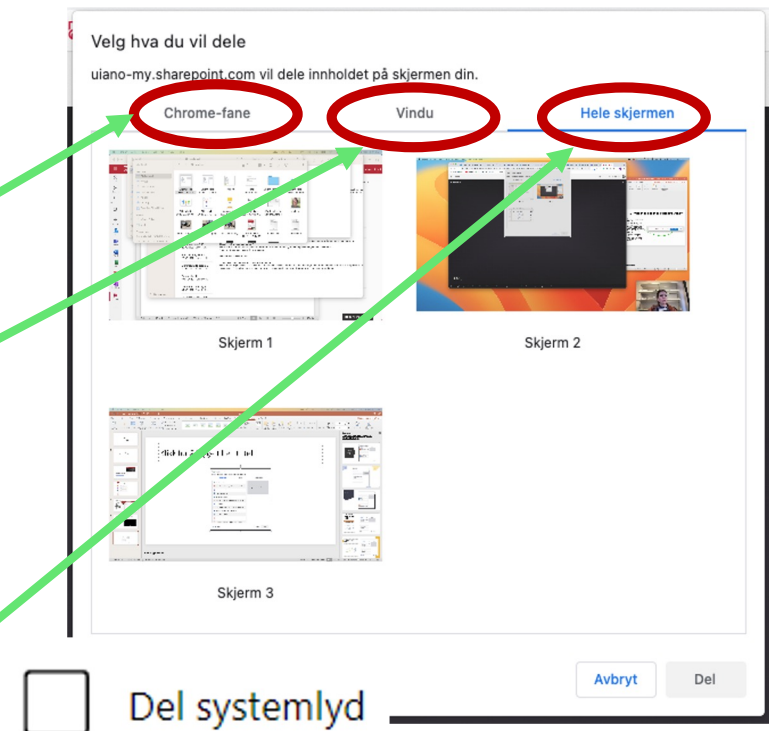 Velg hva du vil dele
uiano-my.sharepoint.com vil dele innholdet på skjermen din.
Chrome-fane
Vindu
Hele skjermen
Skjerm 1
Skjerm 2
Skjerm 3
Avbryt
Del
Del systemlyd